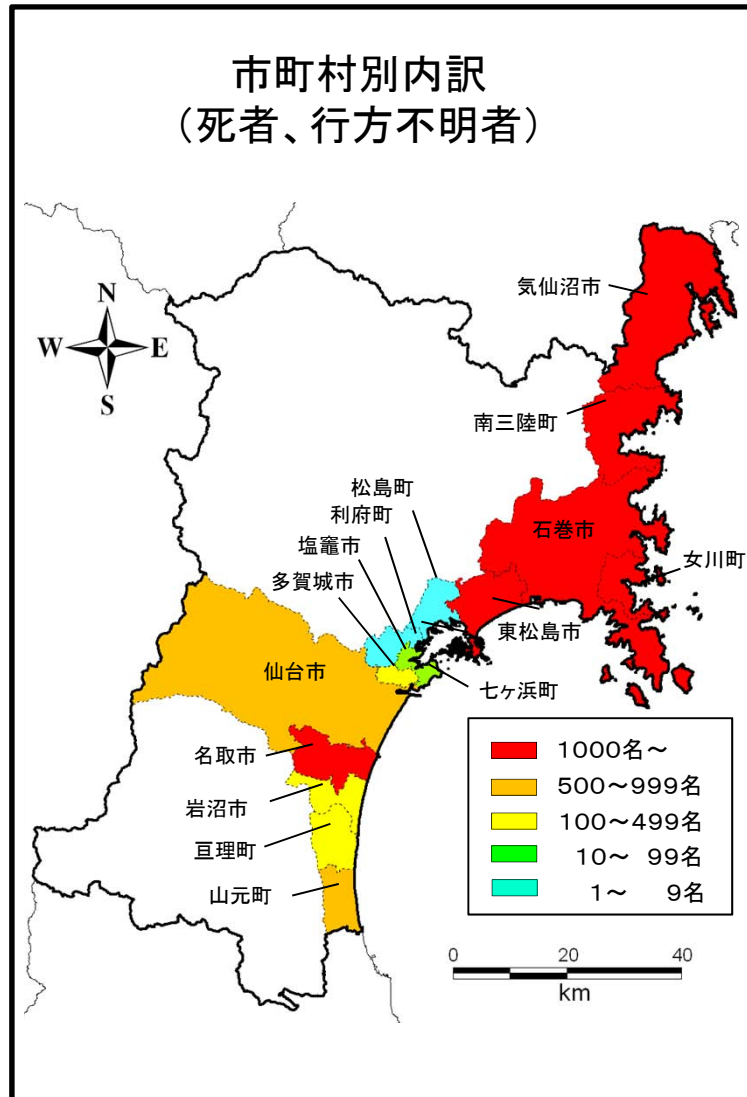 市町村別内訳
（死者、行方不明者）
N
W
E
S
気仙沼市
南三陸町
松島町
利府町
塩竈市
多賀城市
石巻市
女川町
東松島市
七ヶ浜町
仙台市
名取市
岩沼市
亘理町
山元町
1000名～
500～999名
100～499名
10～ 99名
1～ 9名
0 20 40
km